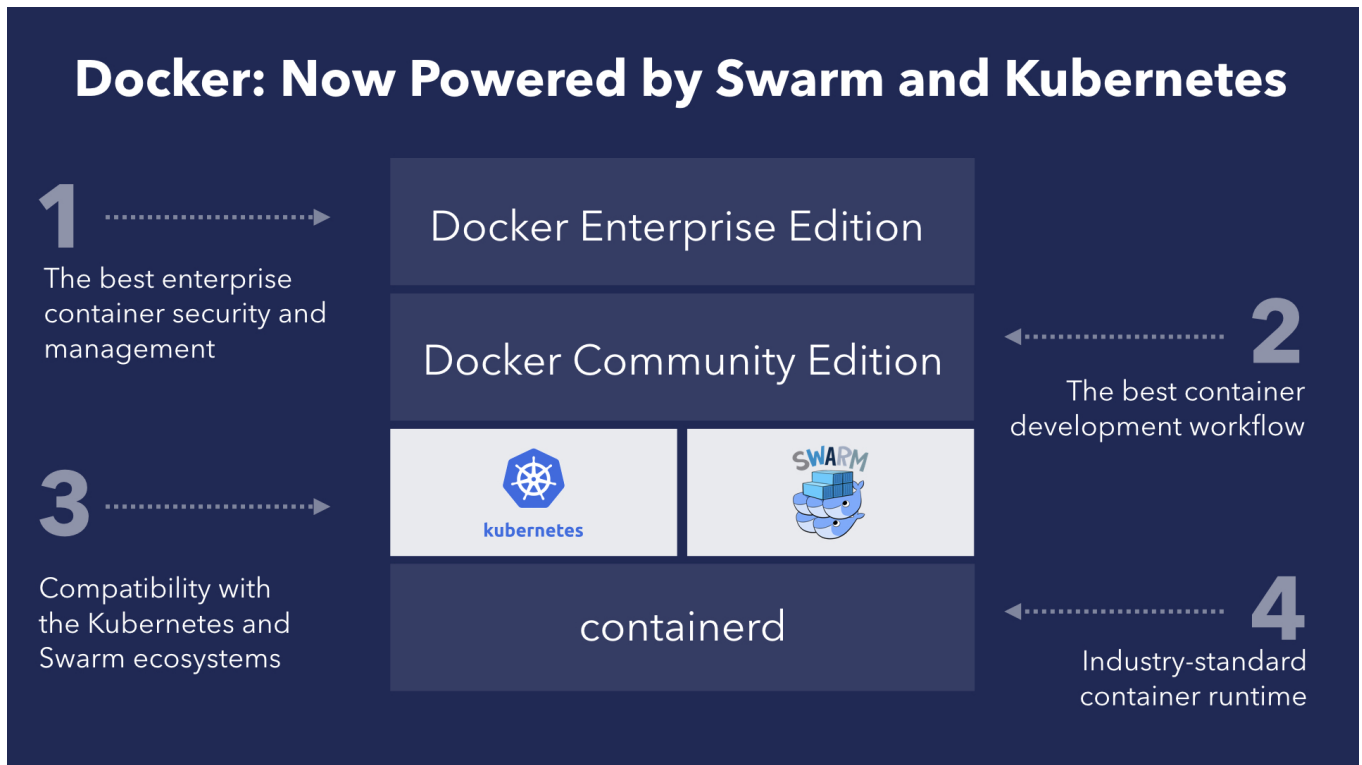 Docker: Now Powered by Swarm and Kubernetes
1
The best enterprise
container security and
management
Docker Enterprise Edition
Docker Community Edition
2
The best container
development workflow
3
Compatibility with
the Kubernetes and
Swarm ecosystems
kubernetes
SWARM
containerd
4
Industry-standard
container runtime